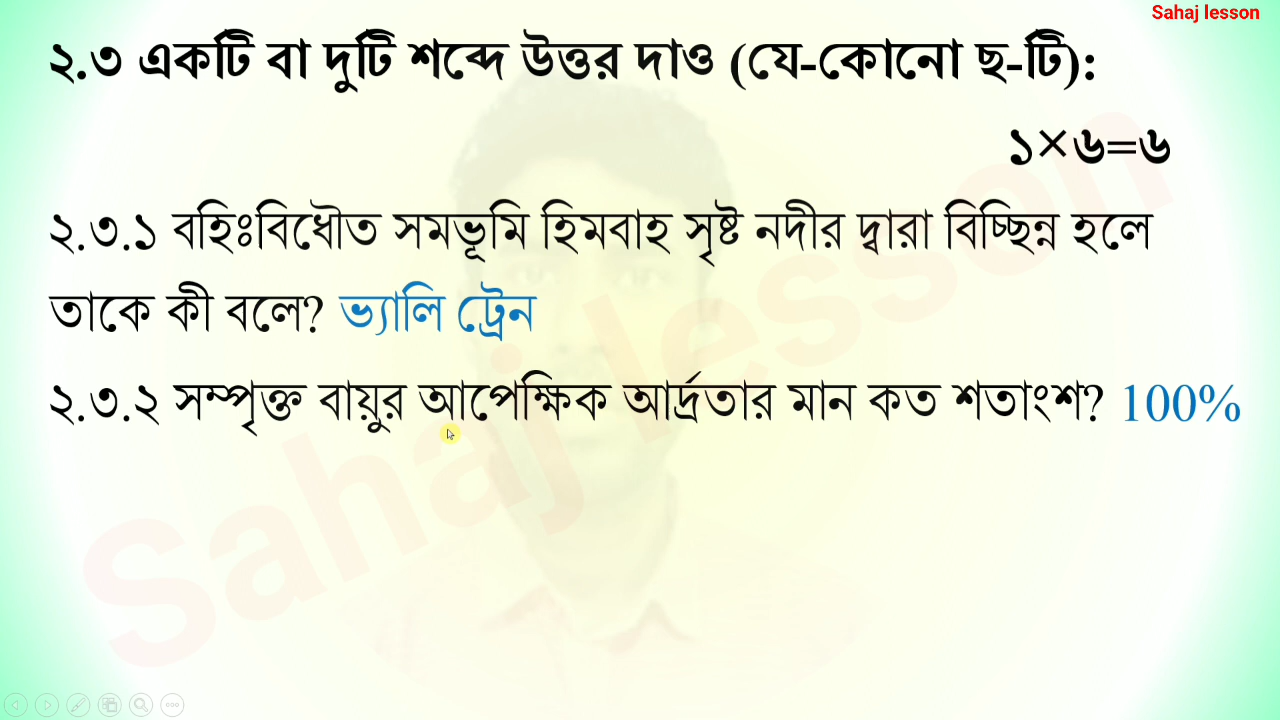 Sahaj lesson
২.৩ একটি বা দুটি শব্দে উত্তর দাও (যে-কোনো ছ-টি):
১×৬=৬
২.৩.১ বহিঃবিধৌত সমভূমি হিমবাহ সৃষ্ট নদীর দ্বারা বিচ্ছিন্ন হলে
তাকে কী বলে? ভ্যালি ট্রেন
২.৩.২ সম্পৃক্ত বায়ুর আপেক্ষিক আর্দ্রতার মান কত শতাংশ? 100%
Sahaj lesson